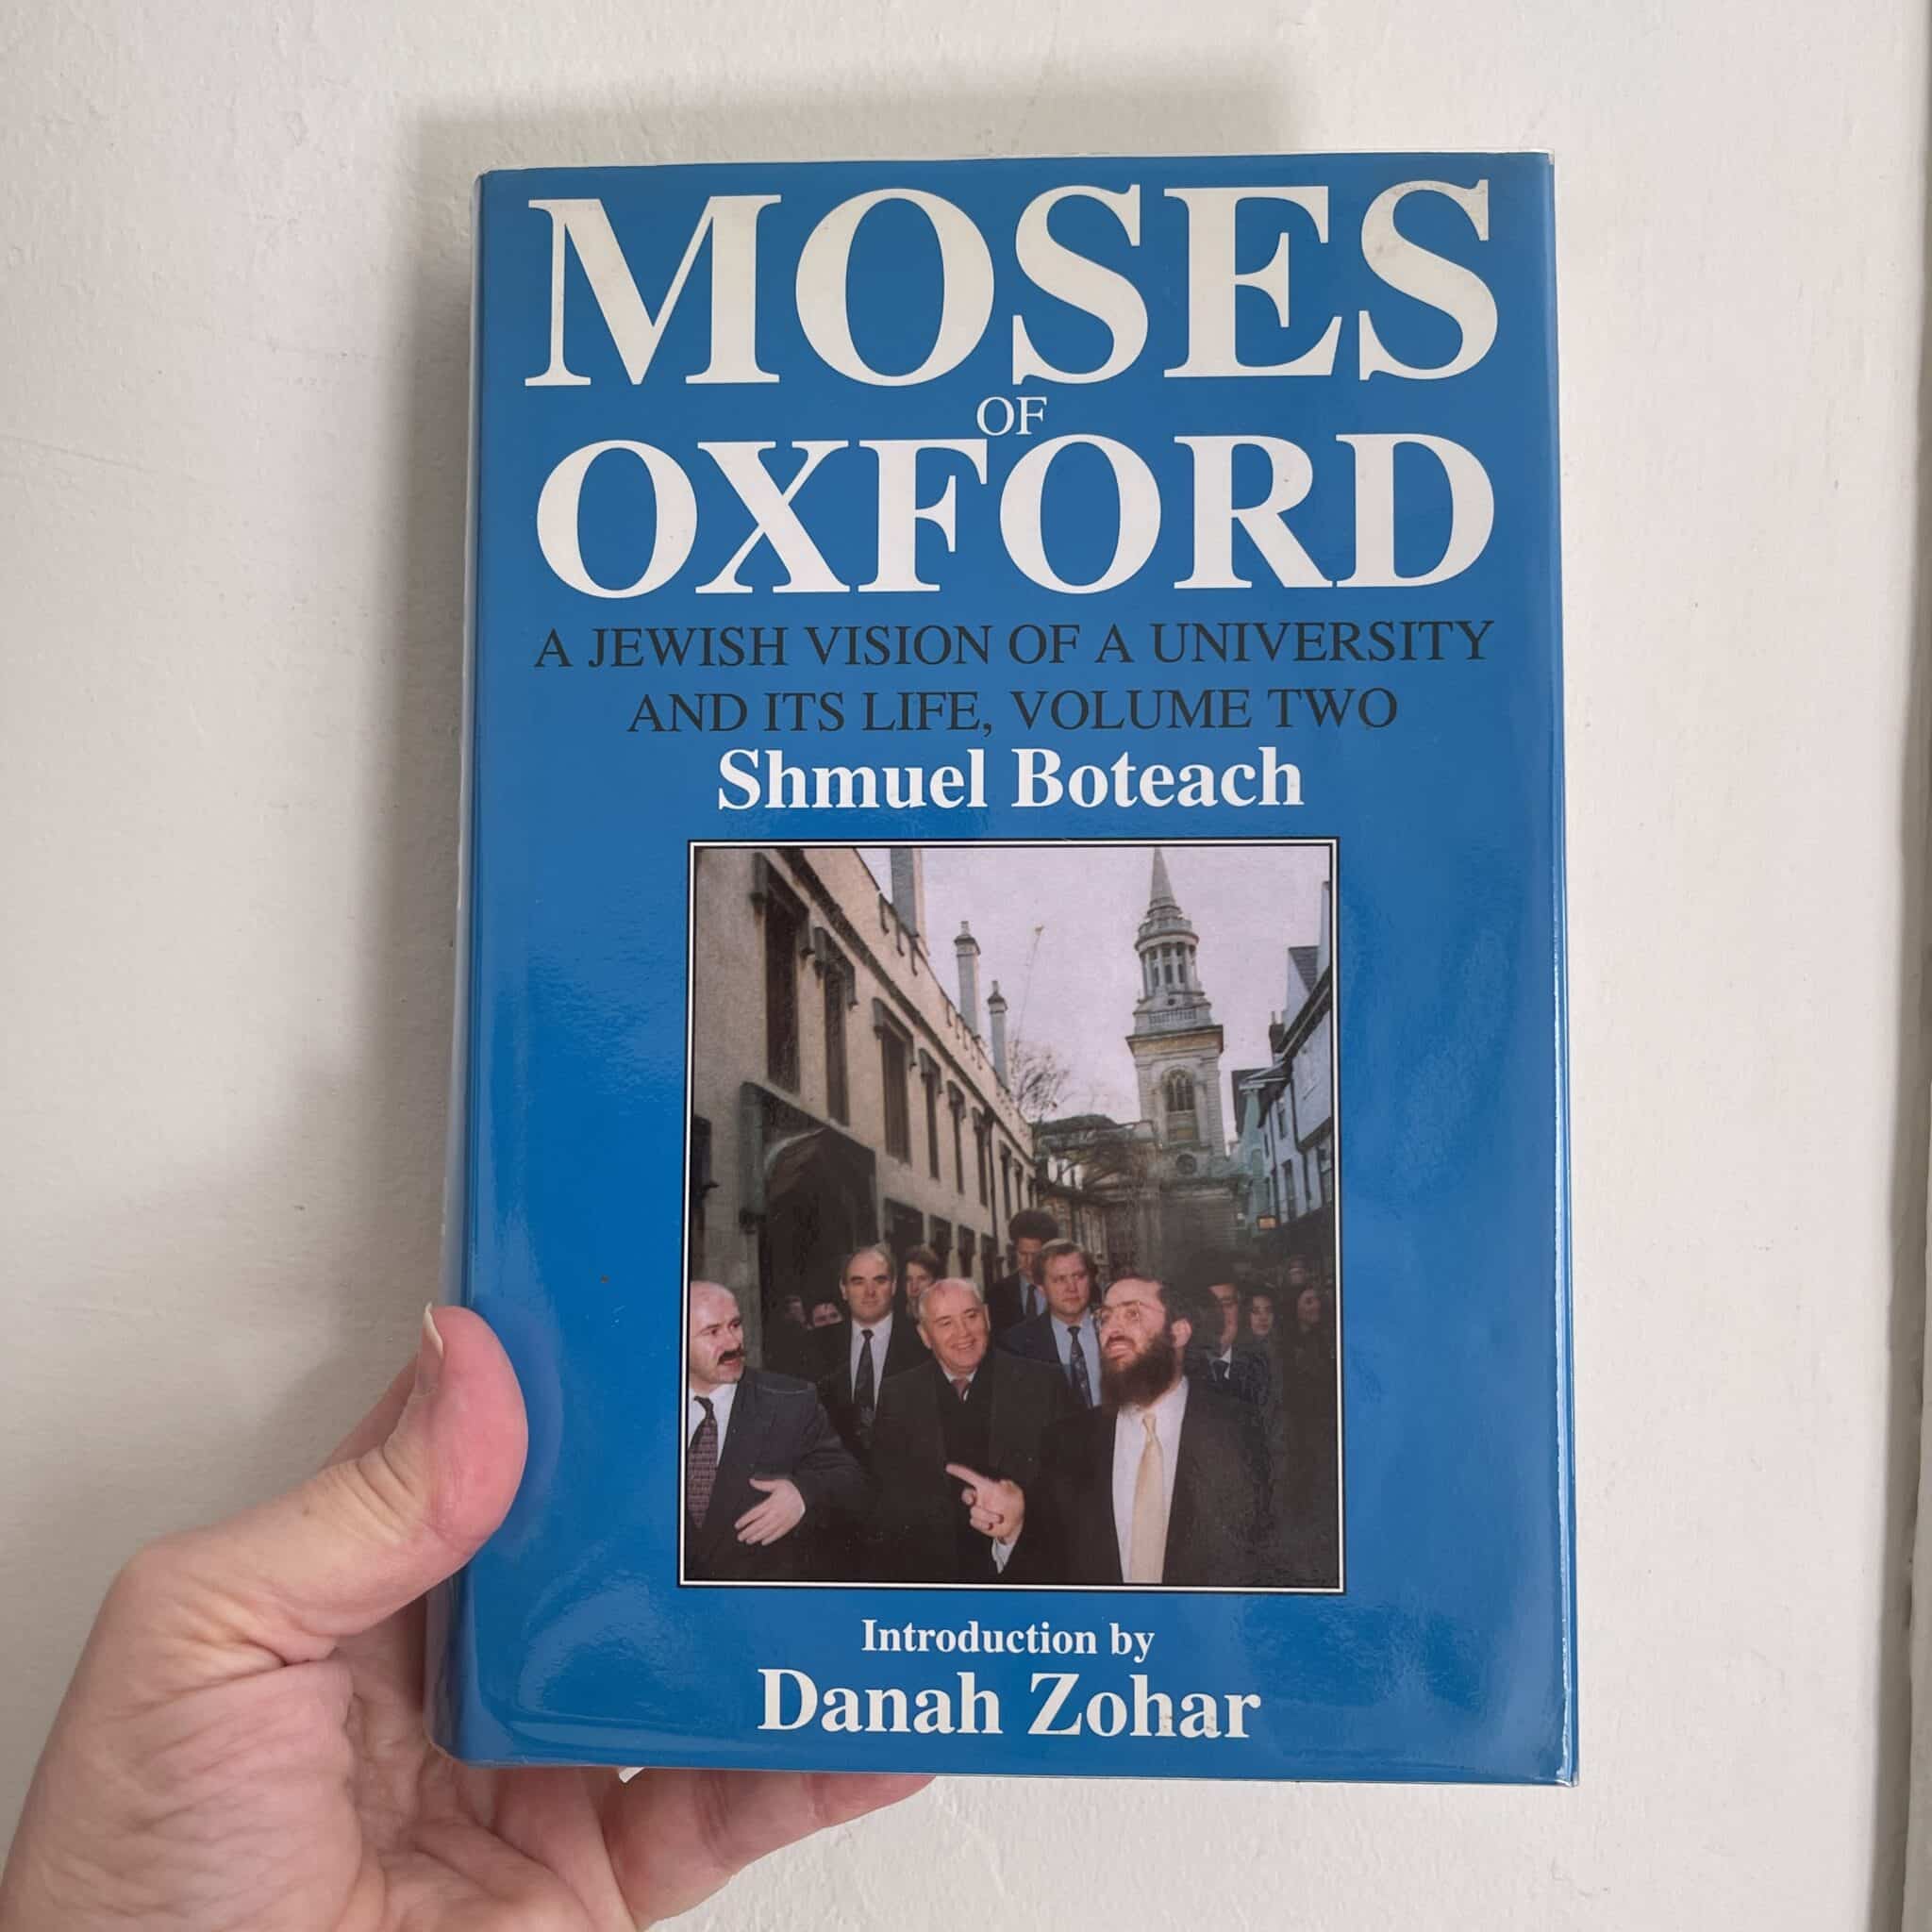 MOSES
OF
OXFORD
A JEWISH VISION OF A UNIVERSITY
AND ITS LIFE, VOLUME TWO
Shmuel Boteach
Introduction by
Danah Zohar